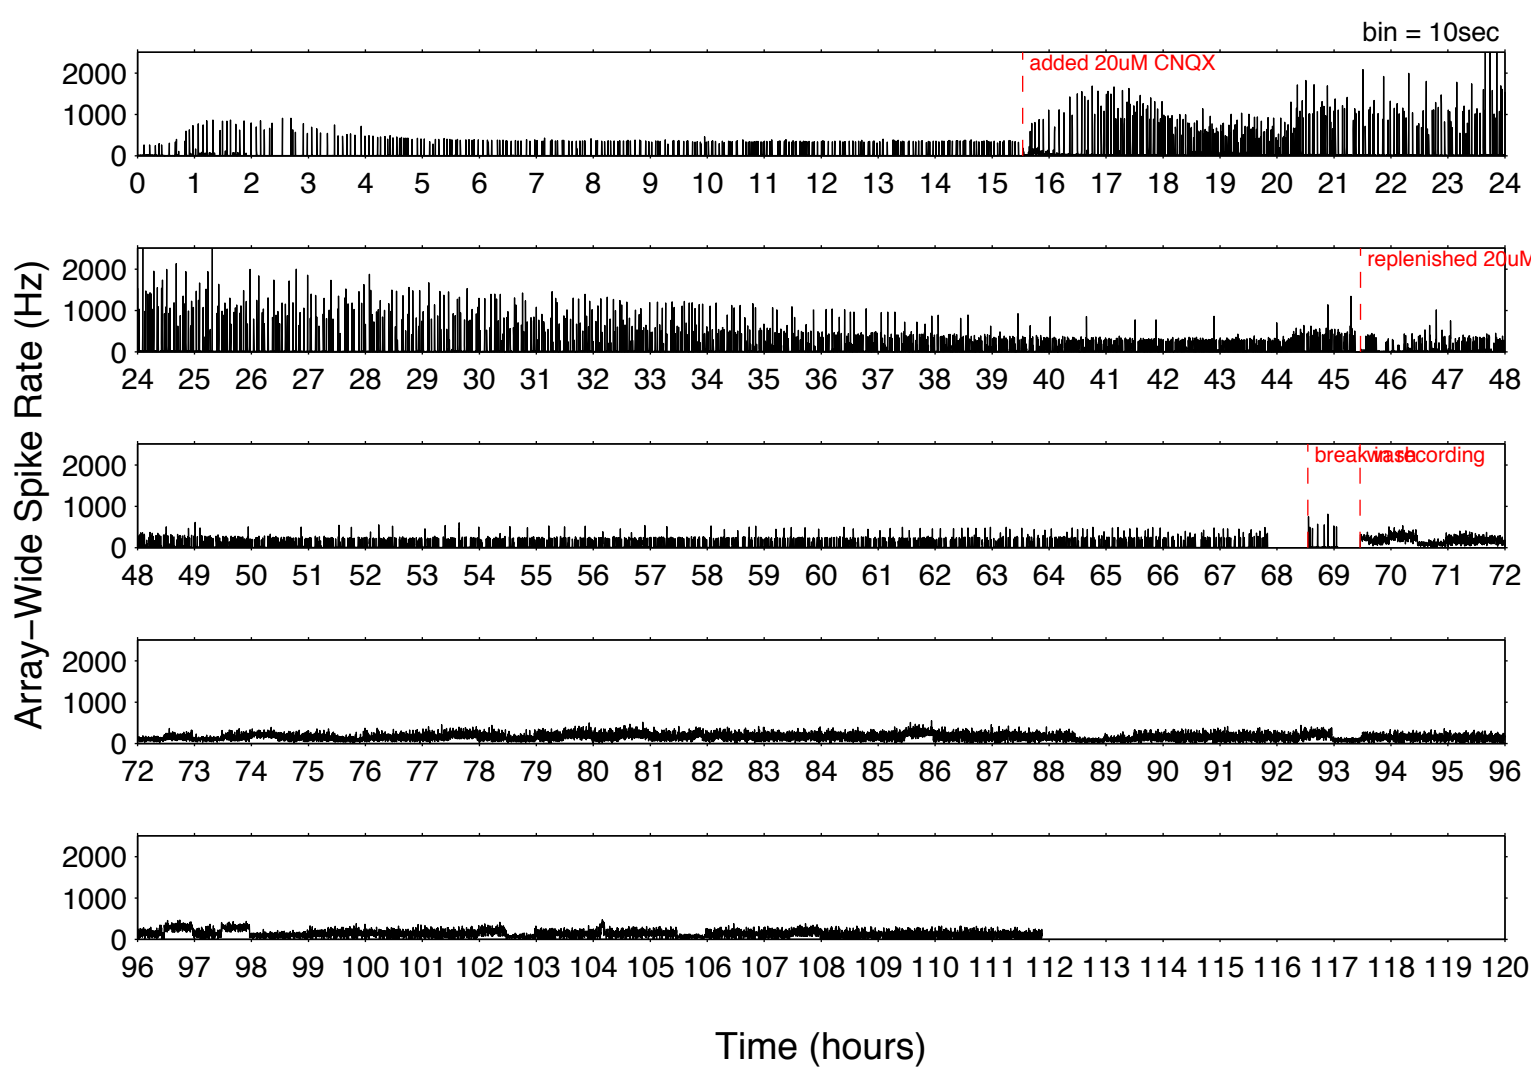 bin = 10sec
Array−Wide Spike Rate (Hz)
2000
1000
0
added 20uM CNQX
0 1 2 3 4 5 6 7 8 9 10 11 12 13 14 15 16 17 18 19 20 21 22 23 24
2000
1000
0
replenished 20uM
24 25 26 27 28 29 30 31 32 33 34 35 36 37 38 39 40 41 42 43 44 45 46 47 48
2000
1000
0
break in recording
wash
48 49 50 51 52 53 54 55 56 57 58 59 60 61 62 63 64 65 66 67 68 69 70 71 72
2000
1000
0
72 73 74 75 76 77 78 79 80 81 82 83 84 85 86 87 88 89 90 91 92 93 94 95 96
2000
1000
0
96 97 98 99 100 101 102 103 104 105 106 107 108 109 110 111 112 113 114 115 116 117 118 119 120
Time (hours)